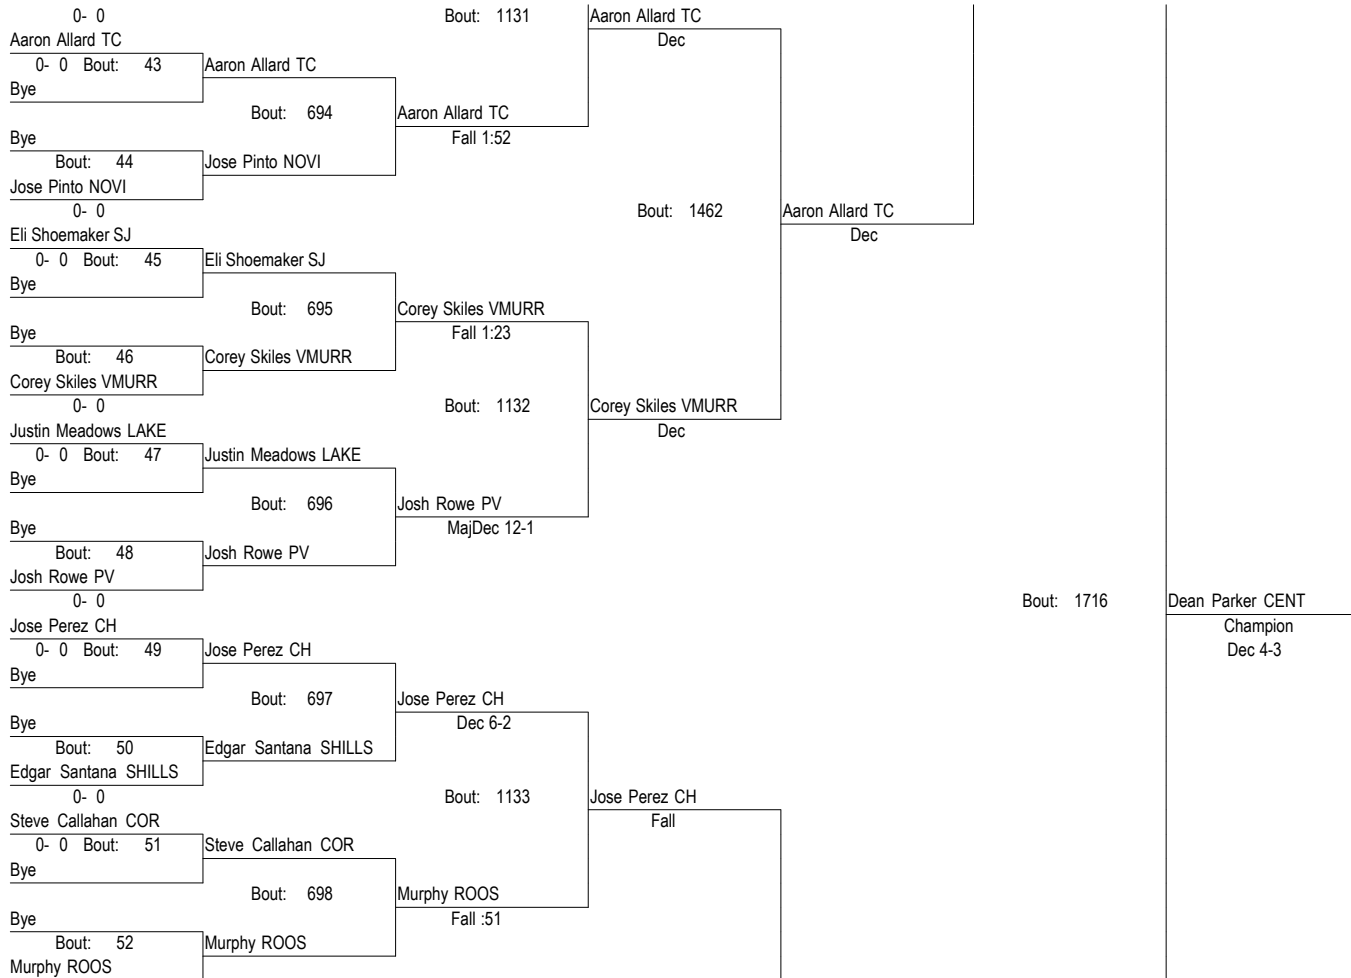 0- 0 Bout: 1131 Aaron Allard TC
Aaron Allard TC Dec
0- 0 Bout: 43 Aaron Allard TC
Bye
Bout: 694 Aaron Allard TC
Bye Fall 1:52
Bout: 44 Jose Pinto NOVI
Jose Pinto NOVI
0- 0 Bout: 1462 Aaron Allard TC
Eli Shoemaker SJ Dec
0- 0 Bout: 45 Eli Shoemaker SJ
Bye
Bout: 695 Corey Skiles VMURR
Bye Fall 1:23
Bout: 46 Corey Skiles VMURR
Corey Skiles VMURR
0- 0 Bout: 1132 Corey Skiles VMURR
Justin Meadows LAKE Dec
0- 0 Bout: 47 Justin Meadows LAKE
Bye
Bout: 696 Josh Rowe PV
Bye MajDec 12-1
Bout: 48 Josh Rowe PV
Josh Rowe PV
0- 0 Bout: 1716 Dean Parker CENT
Jose Perez CH Champion
0- 0 Bout: 49 Jose Perez CH Dec 4-3
Bye
Bout: 697 Jose Perez CH
Bye Dec 6-2
Bout: 50 Edgar Santana SHILLS
Edgar Santana SHILLS
0- 0 Bout: 1133 Jose Perez CH
Steve Callahan COR Fall
0- 0 Bout: 51 Steve Callahan COR
Bye
Bout: 698 Murphy ROOS
Bye Fall :51
Bout: 52 Murphy ROOS
Murphy ROOS